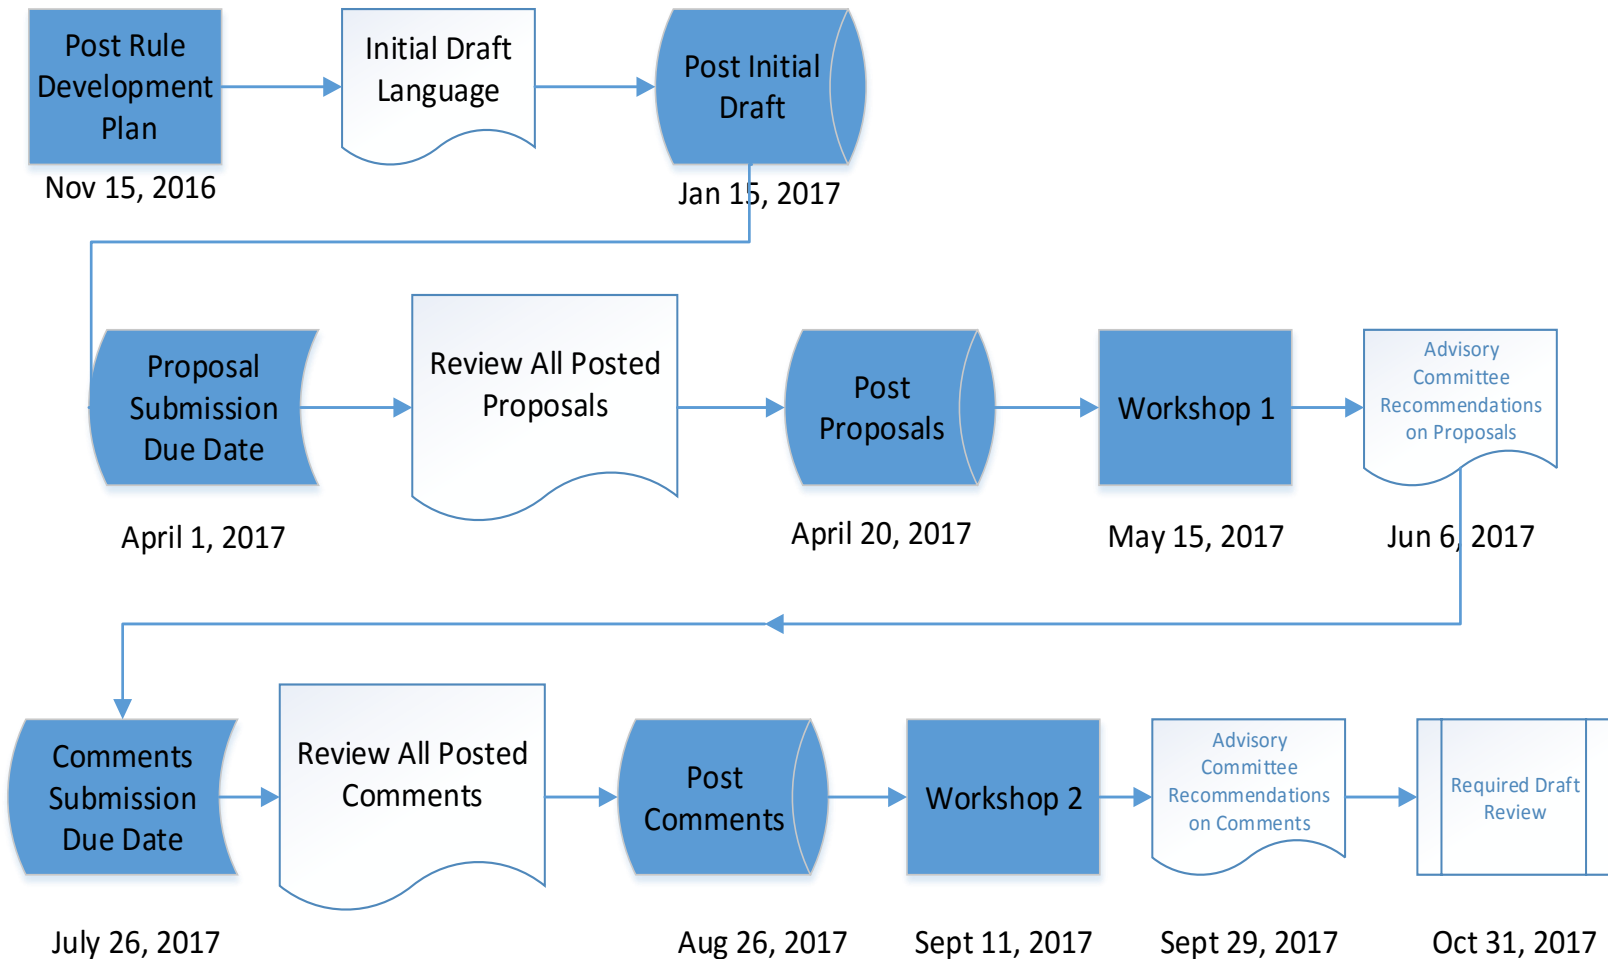 Post Rule
Development
Plan
Initial Draft
Language
Post Initial
Draft
Nov 15, 2016
Jan 15, 2017
Proposal
Submission
Due Date
Review All Posted
Proposals
Post
Proposals
Workshop 1
Advisory
Committee
Recommendations
on Proposals
April 1, 2017
April 20, 2017
May 15, 2017
Jun 6, 2017
Comments
Submission
Due Date
Review All Posted
Comments
Post
Comments
Workshop 2
Advisory
Committee
Recommendations
on Comments
Required Draft
Review
July 26, 2017
Aug 26, 2017
Sept 11, 2017
Sept 29, 2017
Oct 31, 2017